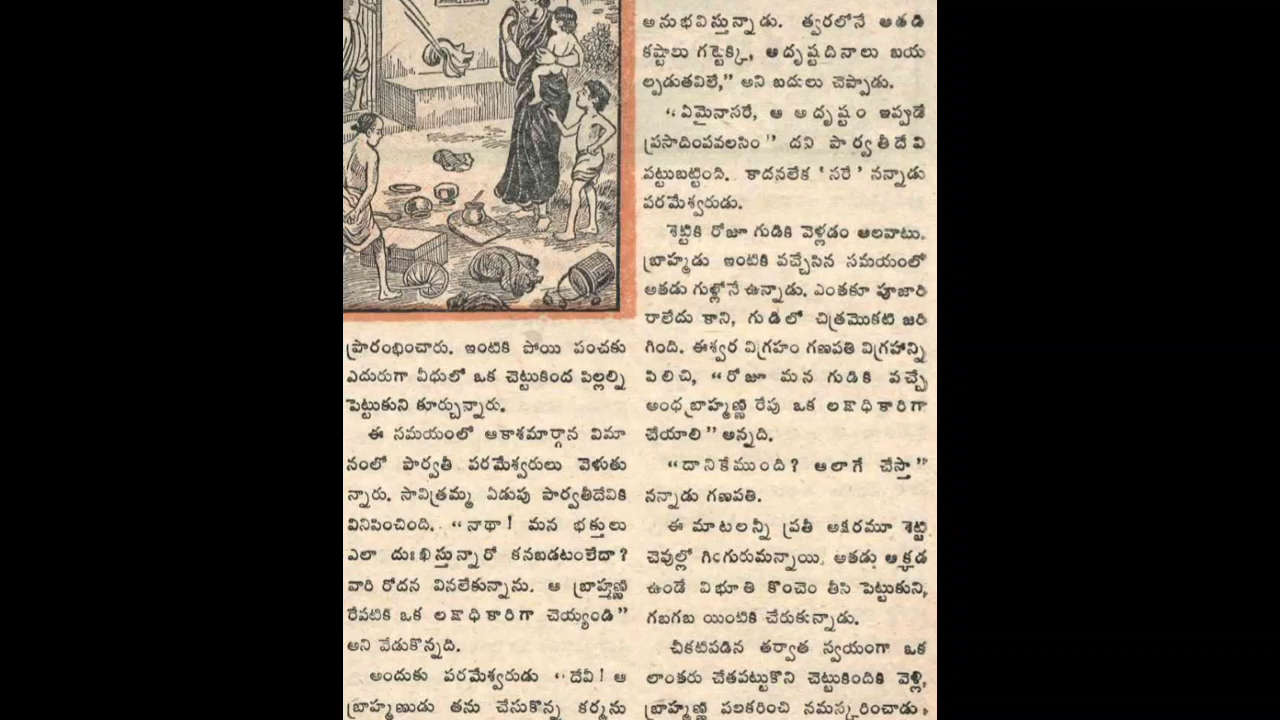 ప్రారంభించారు. ఇంటికి పోయి పంచకు
ఎదురుగా వీధులో ఒక చెట్టుకింద పిల్లల్ని
పెట్టుకుని కూర్చున్నారు.
ఈ సమయంలో ఆకాశమార్గాన విమా
నంలో పార్వతీ పరమేశ్వరులు వెళుతు
న్నారు. సావిత్రమ్మ ఏడుపు పార్వతీదేవికి
వినిపించింది. “నాథా! మన భక్తులు
ఎలా దుఃఖిస్తున్నారో కనబడటంలేదా?
వారి రోదన వినలేకున్నాను. ఆ బ్రాహ్మణ్ణి
రేపటికి ఒక లక్షాధికారిగా చెయ్యండి”
అని వేడుకొన్నది.
అందుకు పరమేశ్వరుడు “దేవీ! ఆ
బ్రాహ్మణుడు తను చేసుకొన్న కర్మను
అనుభవిస్తున్నాడు. త్వరలోనే ఆతడి
కష్టాలు గట్టెక్కి, అదృష్టదినాలు బయ
ల్పడుతవిలే,” అని బదులు చెప్పాడు.
“ఏమైనాసరే, ఆ అదృష్టం ఇప్పుడే
ప్రసాదింపవలసిం” దని పార్వతీదేవి
పట్టుబట్టింది. కాదనలేక ‘సరే’ నన్నాడు
పరమేశ్వరుడు.
శెట్టికి రోజూ గుడికి వెళ్లడం అలవాటు.
బ్రాహ్మడు ఇంటికి వచ్చేసిన సమయంలో
అతడు గుళ్లోనే ఉన్నాడు. ఎంతకూ పూజారి
రాలేదు కాని, గుడిలో చిత్రమొకటి జరి
గింది. ఈశ్వర విగ్రహం గణపతి విగ్రహాన్ని
పిలిచి, “రోజూ మన గుడికి వచ్చే
అంధబ్రాహ్మణ్ణి రేపు ఒక లక్షాధికారిగా
చేయాలి” అన్నది.
“దానికేముంది? అలాగే చేస్తా”
నన్నాడు గణపతి.
ఈ మాటలన్నీ ప్రతీ అక్షరమూ శెట్టి
చెవుల్లో గింగురుమన్నాయి. అతడు అక్కడ
ఉండే విభూతి కొంచెం తీసి పెట్టుకుని,
గబగబ యింటికి చేరుకున్నాడు.
చీకటిపడిన తర్వాత స్వయంగా ఒక
లాంతరు చేతపట్టుకొని చెట్టుకిందికి వెళ్లి,
బ్రాహ్మణ్ణి పలకరించి నమస్కరించాడు.